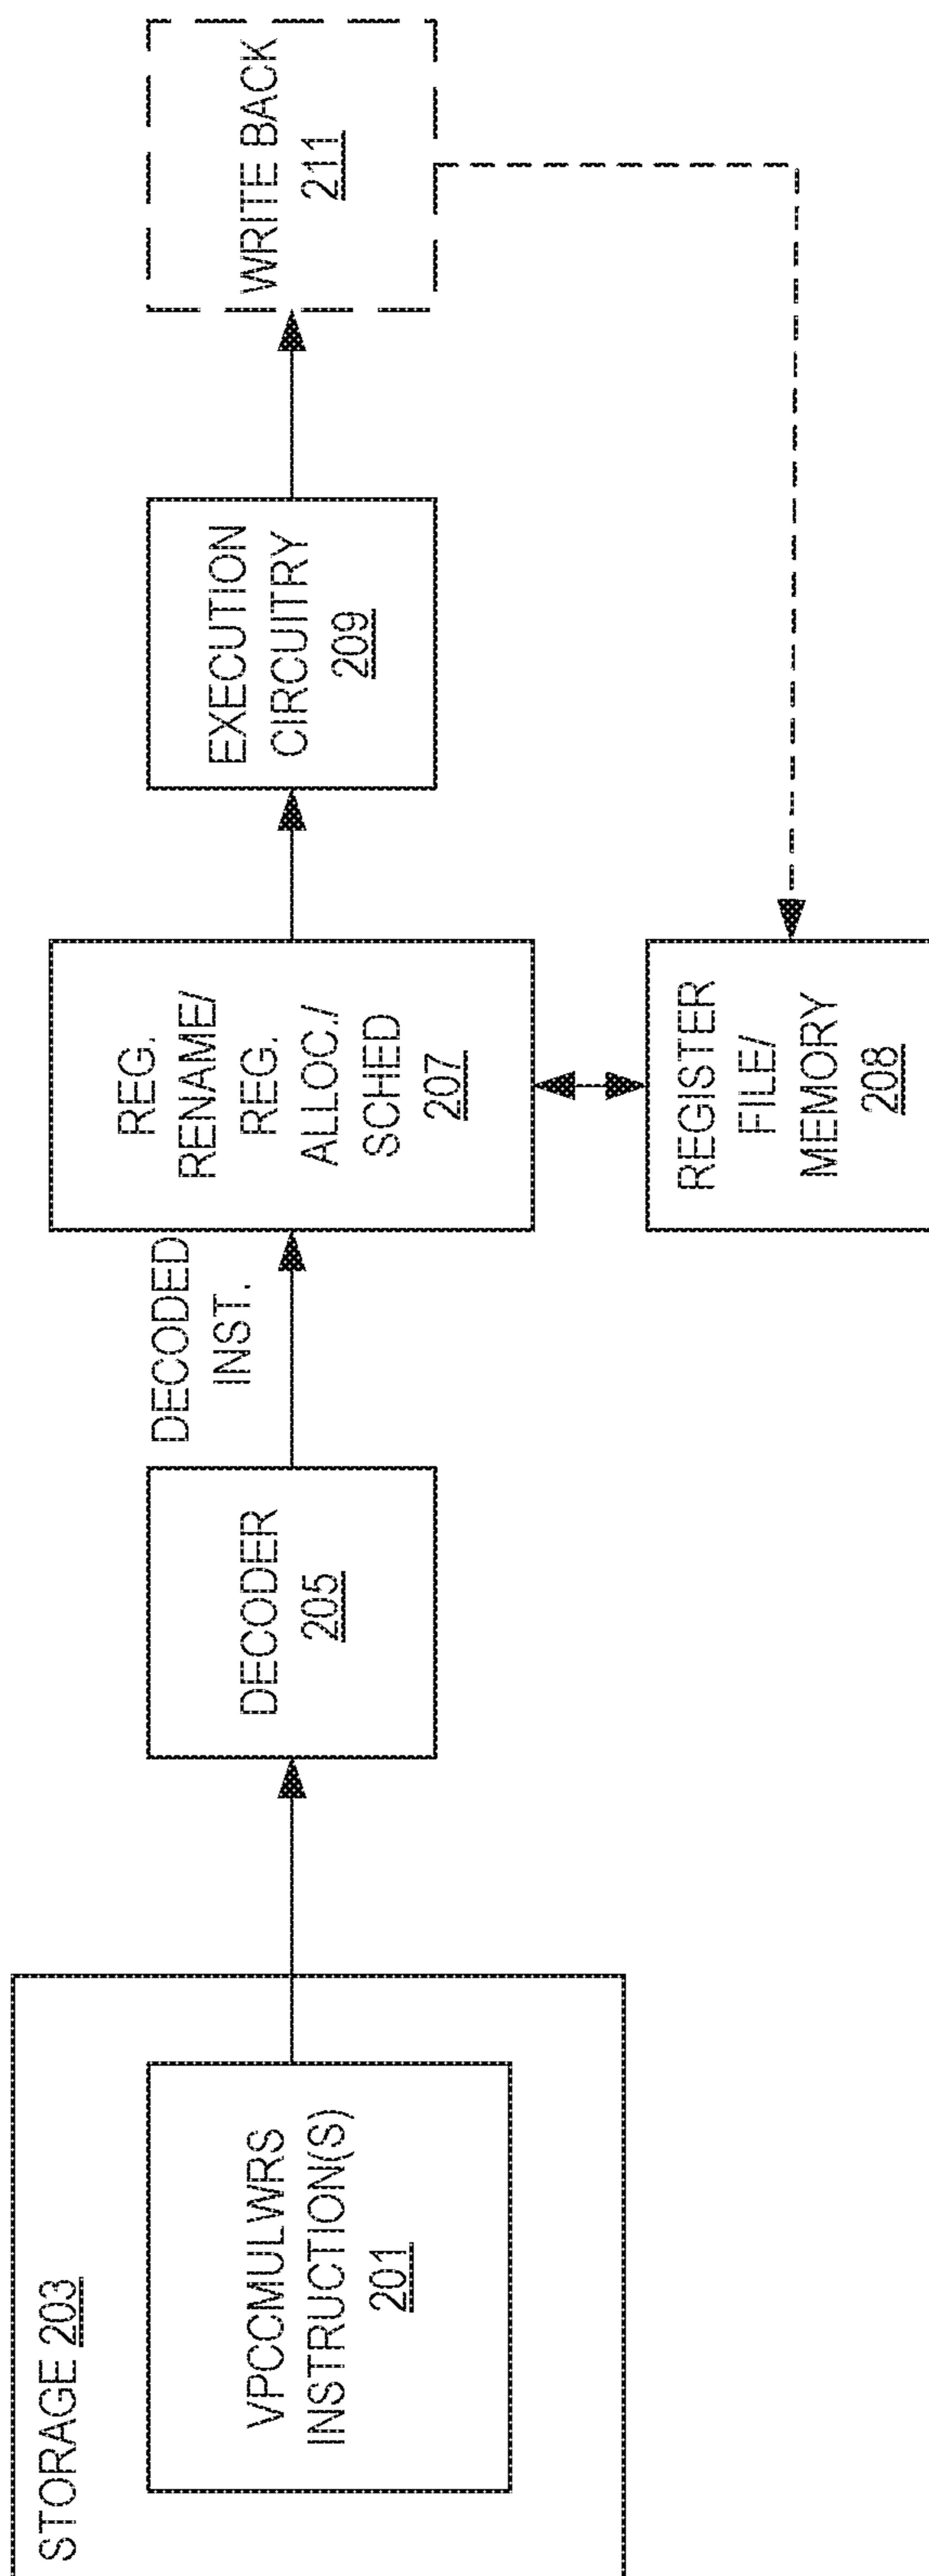 STORAGE 203
VPCCMULWRS
INSTRUCTION(S)
201
DECODER
205
DECODED
INST.
REG.
RENAME/
REG.
ALLOC./
SCHED
207
REGISTER
FILE/
MEMORY
208
EXECUTION
CIRCUITRY
209
WRITE BACK
211